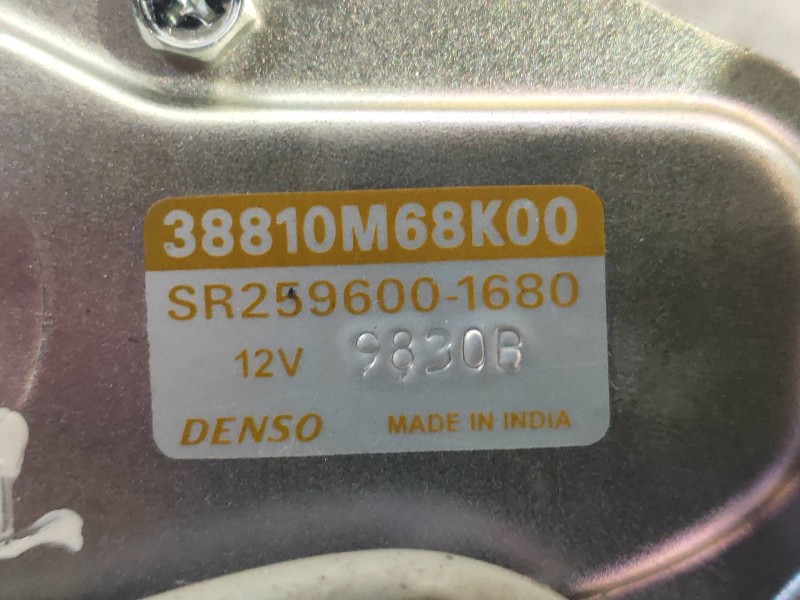 38810M68K00
SR259600-1680
12V 9830B
DENSO MADE IN INDIA